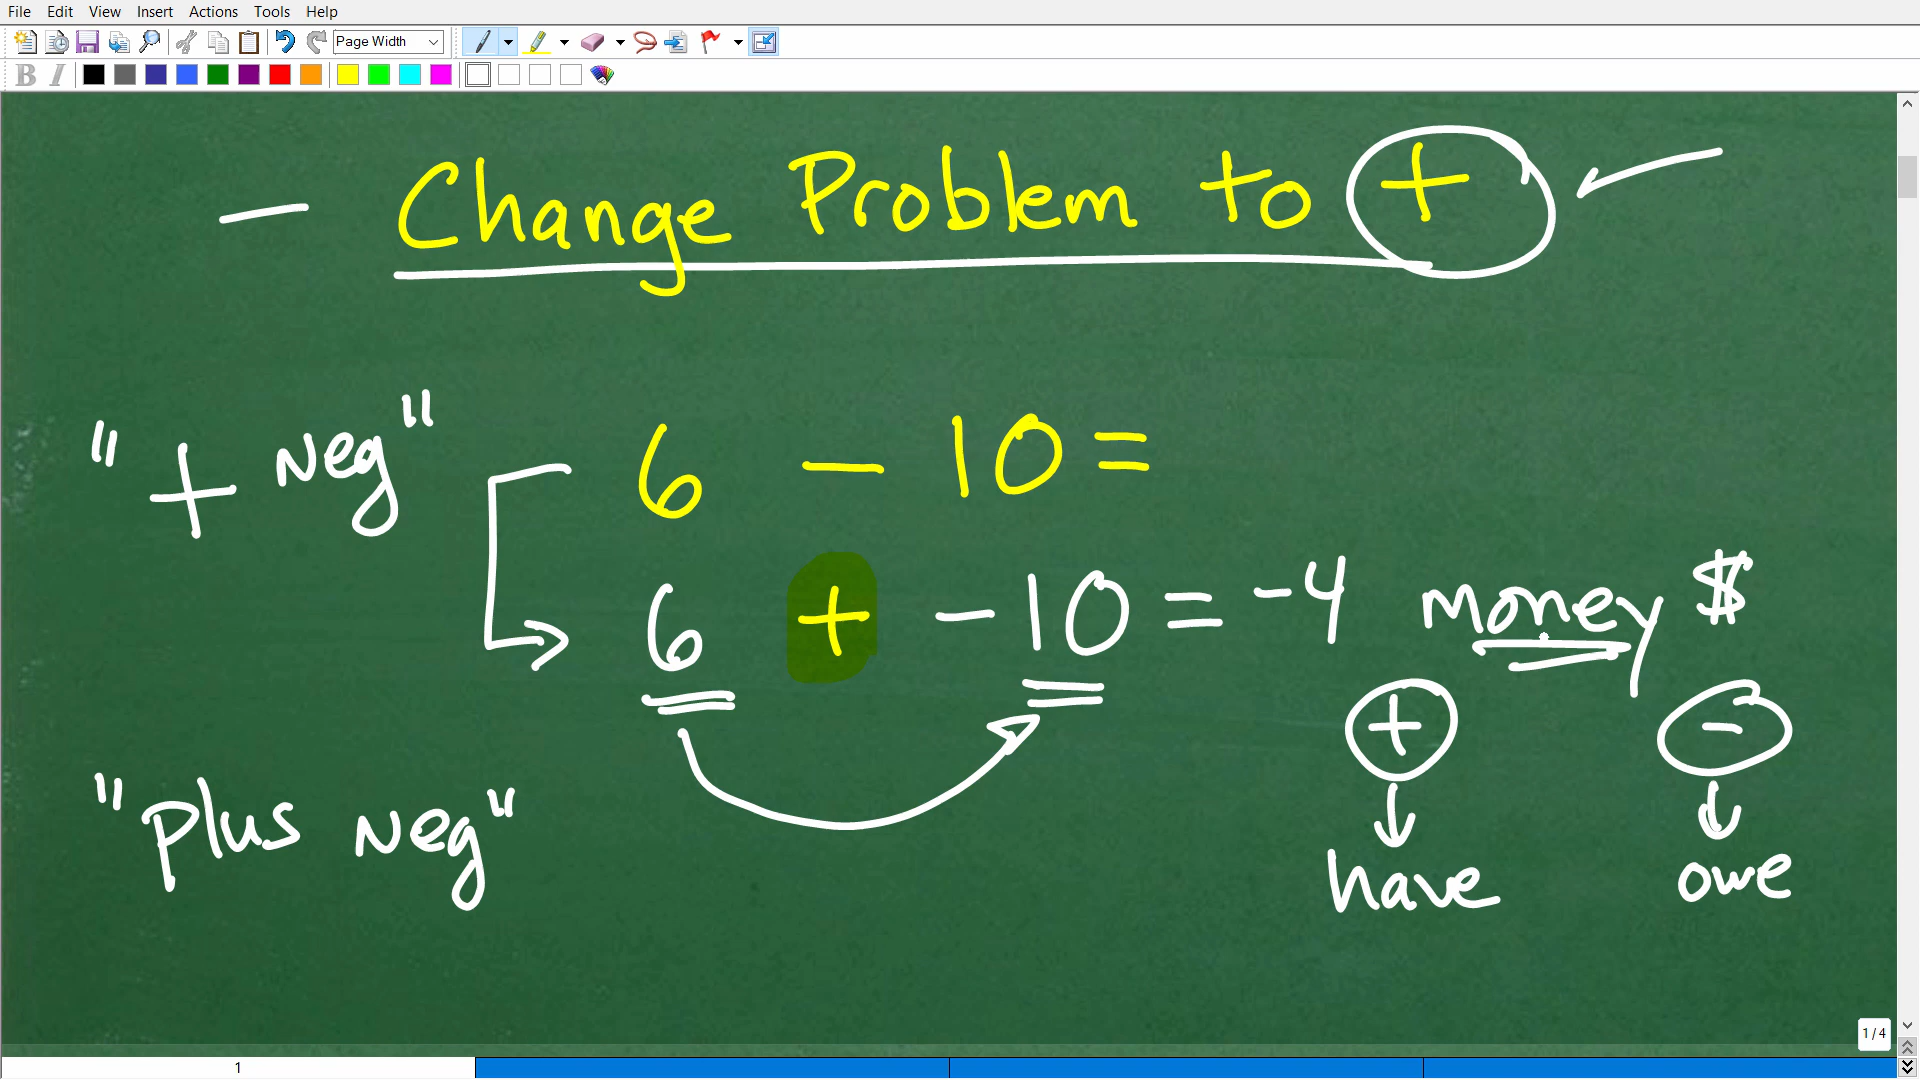 File Edit View Insert Actions Tools Help
Page Width
B I
— Change Problem to +
"+ Neg"
6 — 10 =
6 + -10 = -4 money $
+ -
"Plus Neg"
have owe
1 / 4
1